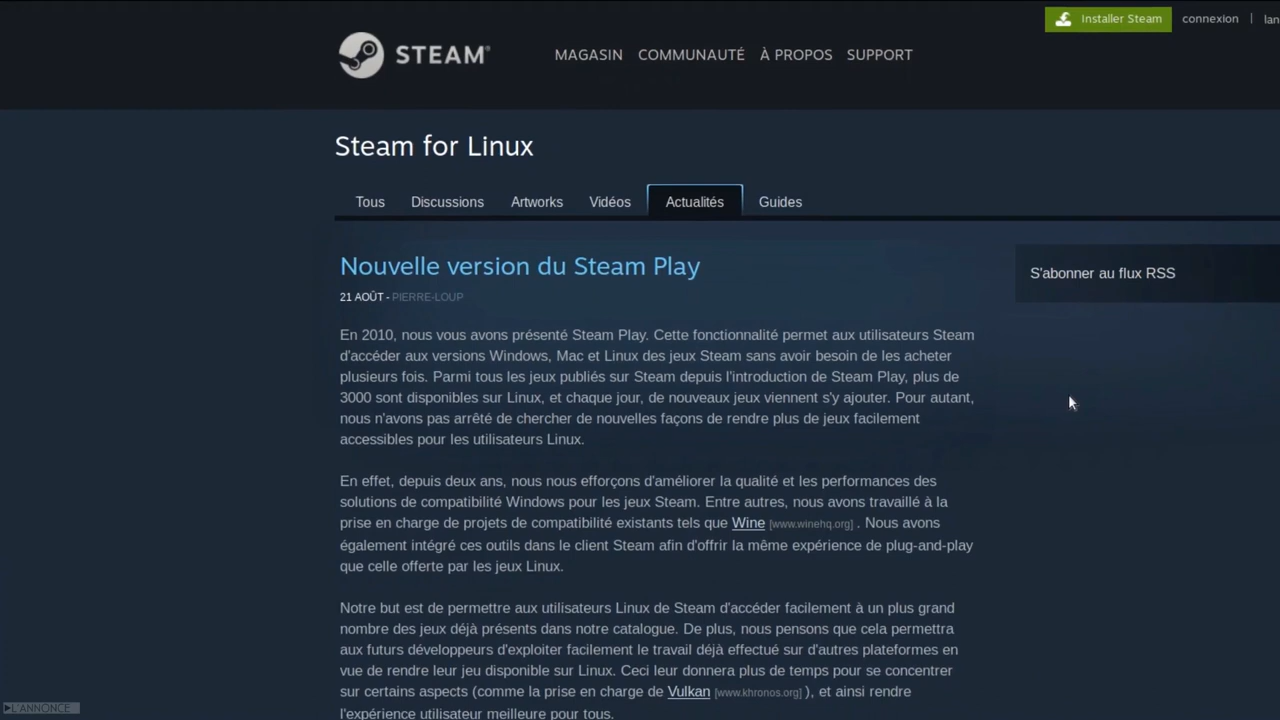 Installer Steam connexion | lan
STEAM®
MAGASIN COMMUNAUTÉ À PROPOS SUPPORT
Steam for Linux
Tous Discussions Artworks Vidéos Actualités Guides
Nouvelle version du Steam Play
21 AOÛT - PIERRE-LOUP
S'abonner au flux RSS
En 2010, nous vous avons présenté Steam Play. Cette fonctionnalité permet aux utilisateurs Steam
d'accéder aux versions Windows, Mac et Linux des jeux Steam sans avoir besoin de les acheter
plusieurs fois. Parmi tous les jeux publiés sur Steam depuis l'introduction de Steam Play, plus de
3000 sont disponibles sur Linux, et chaque jour, de nouveaux jeux viennent s'y ajouter. Pour autant,
nous n'avons pas arrêté de chercher de nouvelles façons de rendre plus de jeux facilement
accessibles pour les utilisateurs Linux.
En effet, depuis deux ans, nous nous efforçons d'améliorer la qualité et les performances des
solutions de compatibilité Windows pour les jeux Steam. Entre autres, nous avons travaillé à la
prise en charge de projets de compatibilité existants tels que Wine [www.winehq.org] . Nous avons
également intégré ces outils dans le client Steam afin d'offrir la même expérience de plug-and-play
que celle offerte par les jeux Linux.
Notre but est de permettre aux utilisateurs Linux de Steam d'accéder facilement à un plus grand
nombre des jeux déjà présents dans notre catalogue. De plus, nous pensons que cela permettra
aux futurs développeurs d'exploiter facilement le travail déjà effectué sur d'autres plateformes en
vue de rendre leur jeu disponible sur Linux. Ceci leur donnera plus de temps pour se concentrer
sur certains aspects (comme la prise en charge de Vulkan [www.khronos.org] ), et ainsi rendre
l'expérience utilisateur meilleure pour tous.
►L'ANNONCE